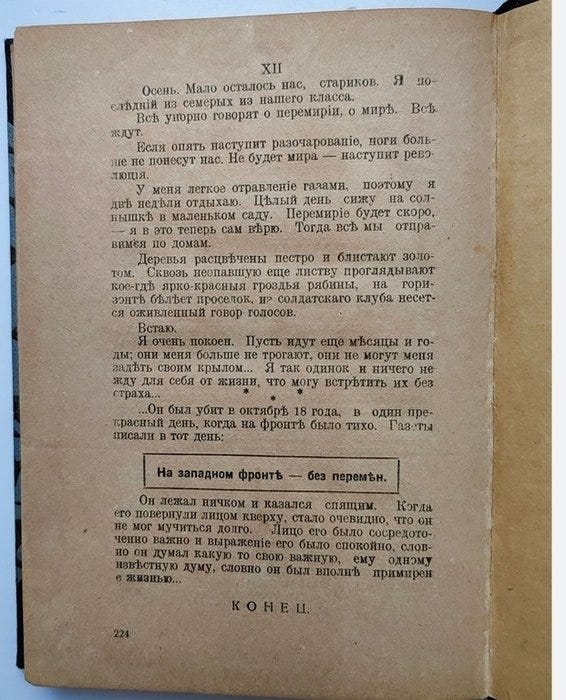 XII
Осень. Мало осталось нас, стариков. Я по-
слѣдній из семерых из нашего класса.
Всѣ упорно говорят о перемиріи, о мирѣ. Всѣ
ждут.
Если опять наступит разочарованіе, ноги боль-
ше не понесут нас. Не будет мира — наступит рево-
люція.
У меня легкое отравление газами, поэтому я
двѣ недѣли отдыхаю. Цѣлый день сижу на сол-
нышкѣ в маленьком саду. Перемиріе будет скоро,
— я в это теперь сам вѣрю. Тогда всѣ мы отпра-
вимся по домам.
Деревья расцвѣчены пестро и блистают золо-
том. Сквозь неопавшую еще листву проглядывают
кое-гдѣ ярко-красныя гроздья рябины, на гори-
зонтѣ бѣлѣет проселок, из солдатскаго клуба несет-
ся оживленный говор голосов.
Встаю.
Я очень покоен. Пусть идут еще мѣсяцы и го-
ды; они меня больше не трогают, они не могут меня
задѣть своим крылом... Я так одинок и ничего не
жду для себя от жизни, что могу встрѣтить их без
страха...
* * *
...Он был убит в октябрѣ 18 года, в один пре-
красный день, когда на фронтѣ было тихо. Газеты
писали в тот день:
На западном фронтѣ — без перемѣн.
Он лежал ничком и казался спящим. Когда
его повернули лицом кверху, стало очевидно, что он
не мог мучиться долго. Лицо его было сосредото-
ченно важно и выраженіе его было спокойно, слов-
но он думал какую то свою важную, ему одному
извѣстную думу, словно он был вполнѣ примирен
с жизнью...
КОНЕЦ.
224